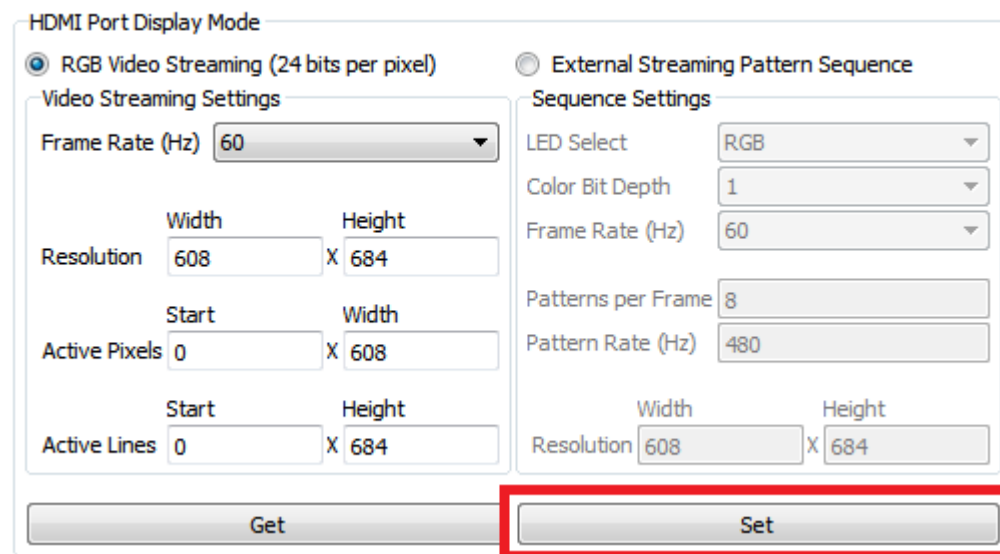 HDMI Port Display Mode
RGB Video Streaming (24 bits per pixel)
External Streaming Pattern Sequence
Video Streaming Settings
Frame Rate (Hz) 60
Width Height
Resolution 608 X 684
Start Width
Active Pixels 0 X 608
Start Height
Active Lines 0 X 684
Sequence Settings
LED Select RGB
Color Bit Depth 1
Frame Rate (Hz) 60
Patterns per Frame 8
Pattern Rate (Hz) 480
Width Height
Resolution 608 X 684
Get
Set